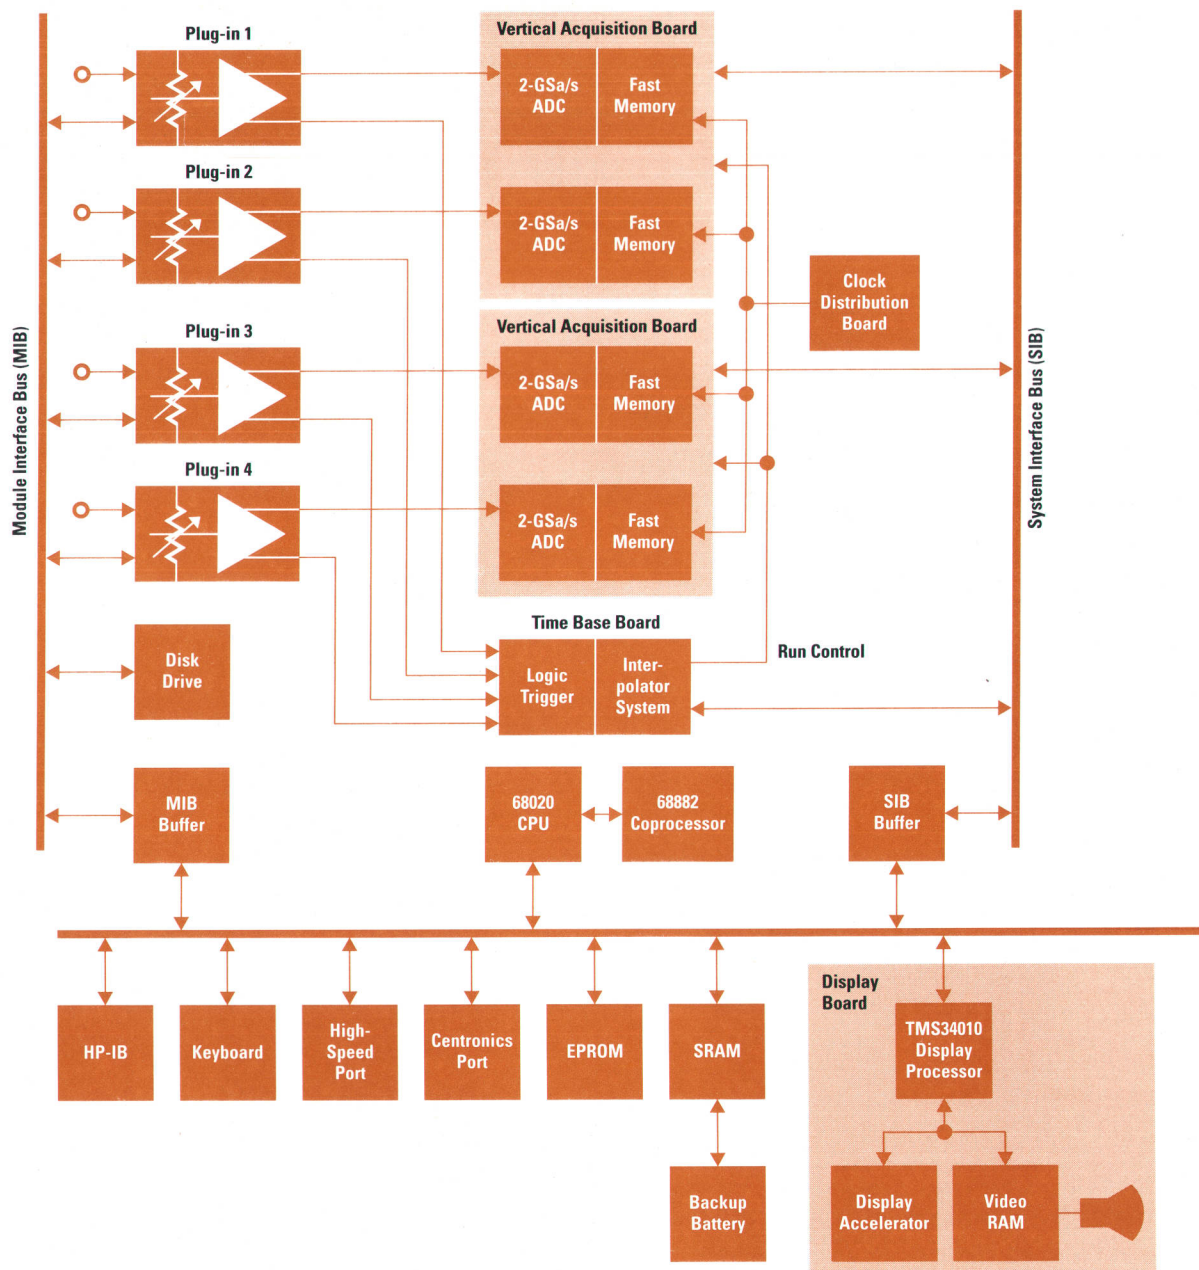 Plug-in 1
Vertical Acquisition Board
2-GSa/s
ADC
Fast
Memory
Plug-in 2
2-GSa/s
ADC
Fast
Memory
Clock
Distribution
Board
Module Interface Bus (MIB)
System Interface Bus (SIB)
Plug-in 3
Vertical Acquisition Board
2-GSa/s
ADC
Fast
Memory
Plug-in 4
2-GSa/s
ADC
Fast
Memory
Time Base Board
Disk
Drive
Logic
Trigger
Inter-
polator
System
Run Control
MIB
Buffer
68020
CPU
68882
Coprocessor
SIB
Buffer
HP-IB
Keyboard
High-
Speed
Port
Centronics
Port
EPROM
SRAM
Display
Board
TMS34010
Display
Processor
Backup
Battery
Display
Accelerator
Video
RAM